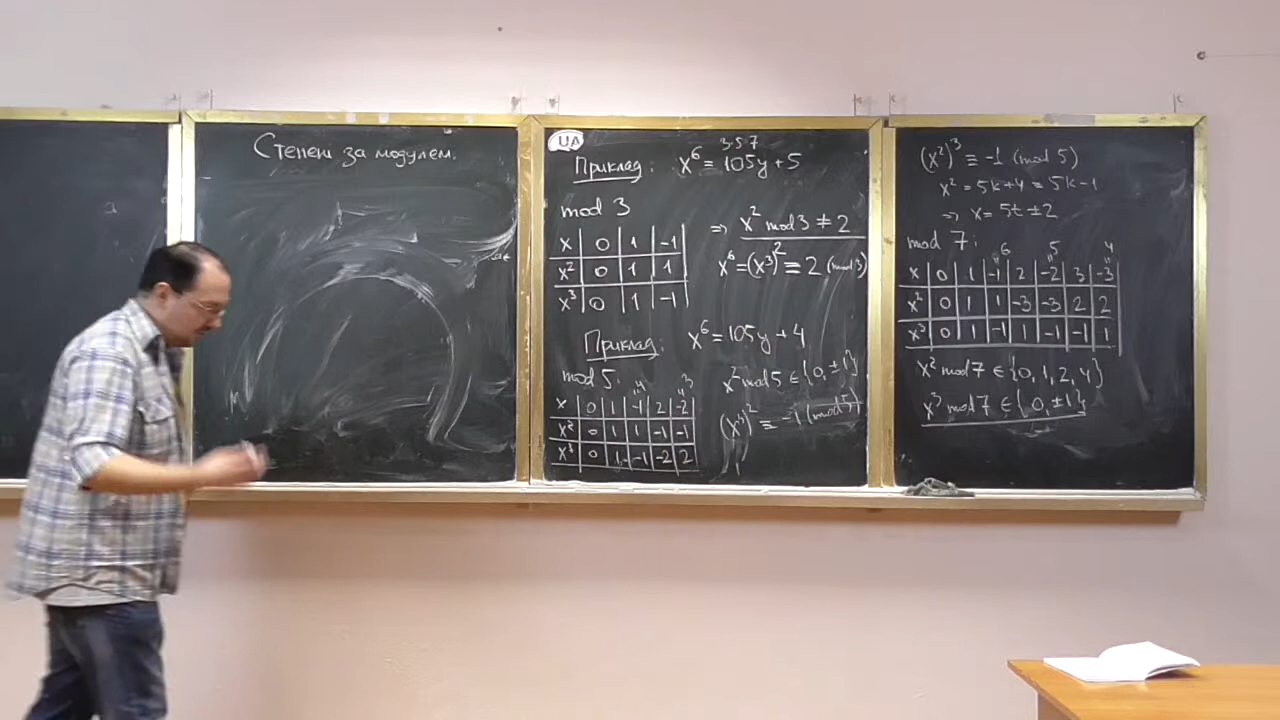 Степені за модулем.
UA
3·5·7
Приклад: x⁶ = 105y + 5
mod 3
x | 0 | 1 | -1
x² | 0 | 1 | 1
x³ | 0 | 1 | -1
⇒ x² mod 3 ≠ 2
x⁶ = (x³)² ≡ 2 (mod 3)
Приклад: x⁶ = 105y + 4
mod 5:
4 3
x | 0 | 1 | -1 | 2 | -2
x² | 0 | 1 | 1 | -1 | -1
x³ | 0 | 1 | -1 | -2 | 2
x² mod 5 ∈ {0, ±1}
(x³)² ≡ -1 (mod 5)
(x²)³ ≡ -1 (mod 5)
x² = 5k+4 = 5k-1
⇒ x = 5t ± 2
mod 7:
6 5 4
x | 0 | 1 | -1 | 2 | -2 | 3 | -3
x² | 0 | 1 | 1 | -3 | -3 | 2 | 2
x³ | 0 | 1 | -1 | 1 | -1 | -1 | 1
x² mod 7 ∈ {0, 1, 2, 4}
x³ mod 7 ∈ {0, ±1}